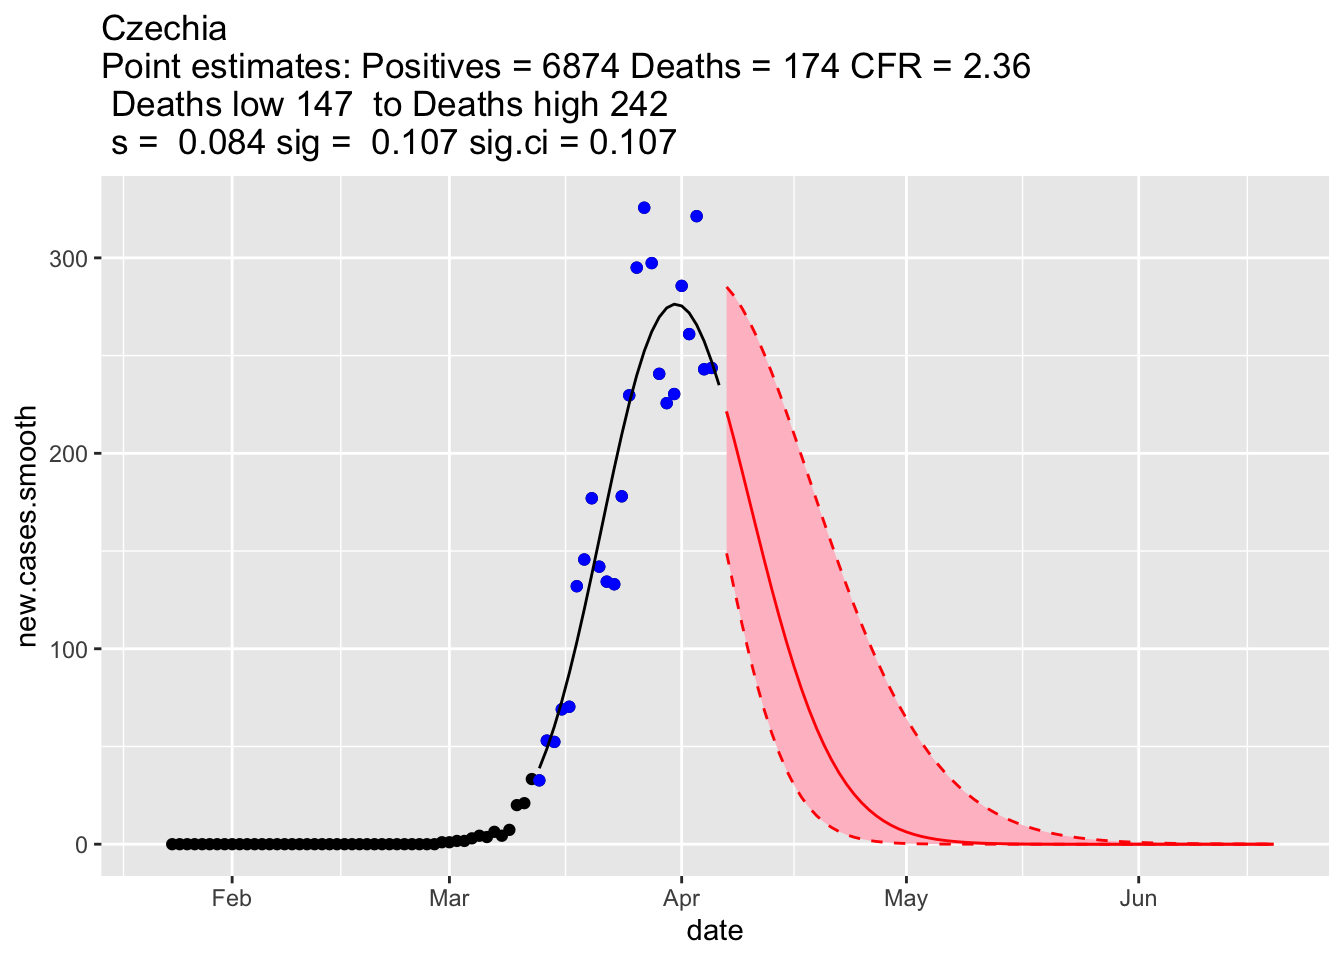 Czechia
Point estimates: Positives = 6874 Deaths = 174 CFR = 2.36
Deaths low 147  to Deaths high 242
s =  0.084 sig =  0.107 sig.ci = 0.107
300
200
100
0
new.cases.smooth
Feb Mar Apr May Jun
date